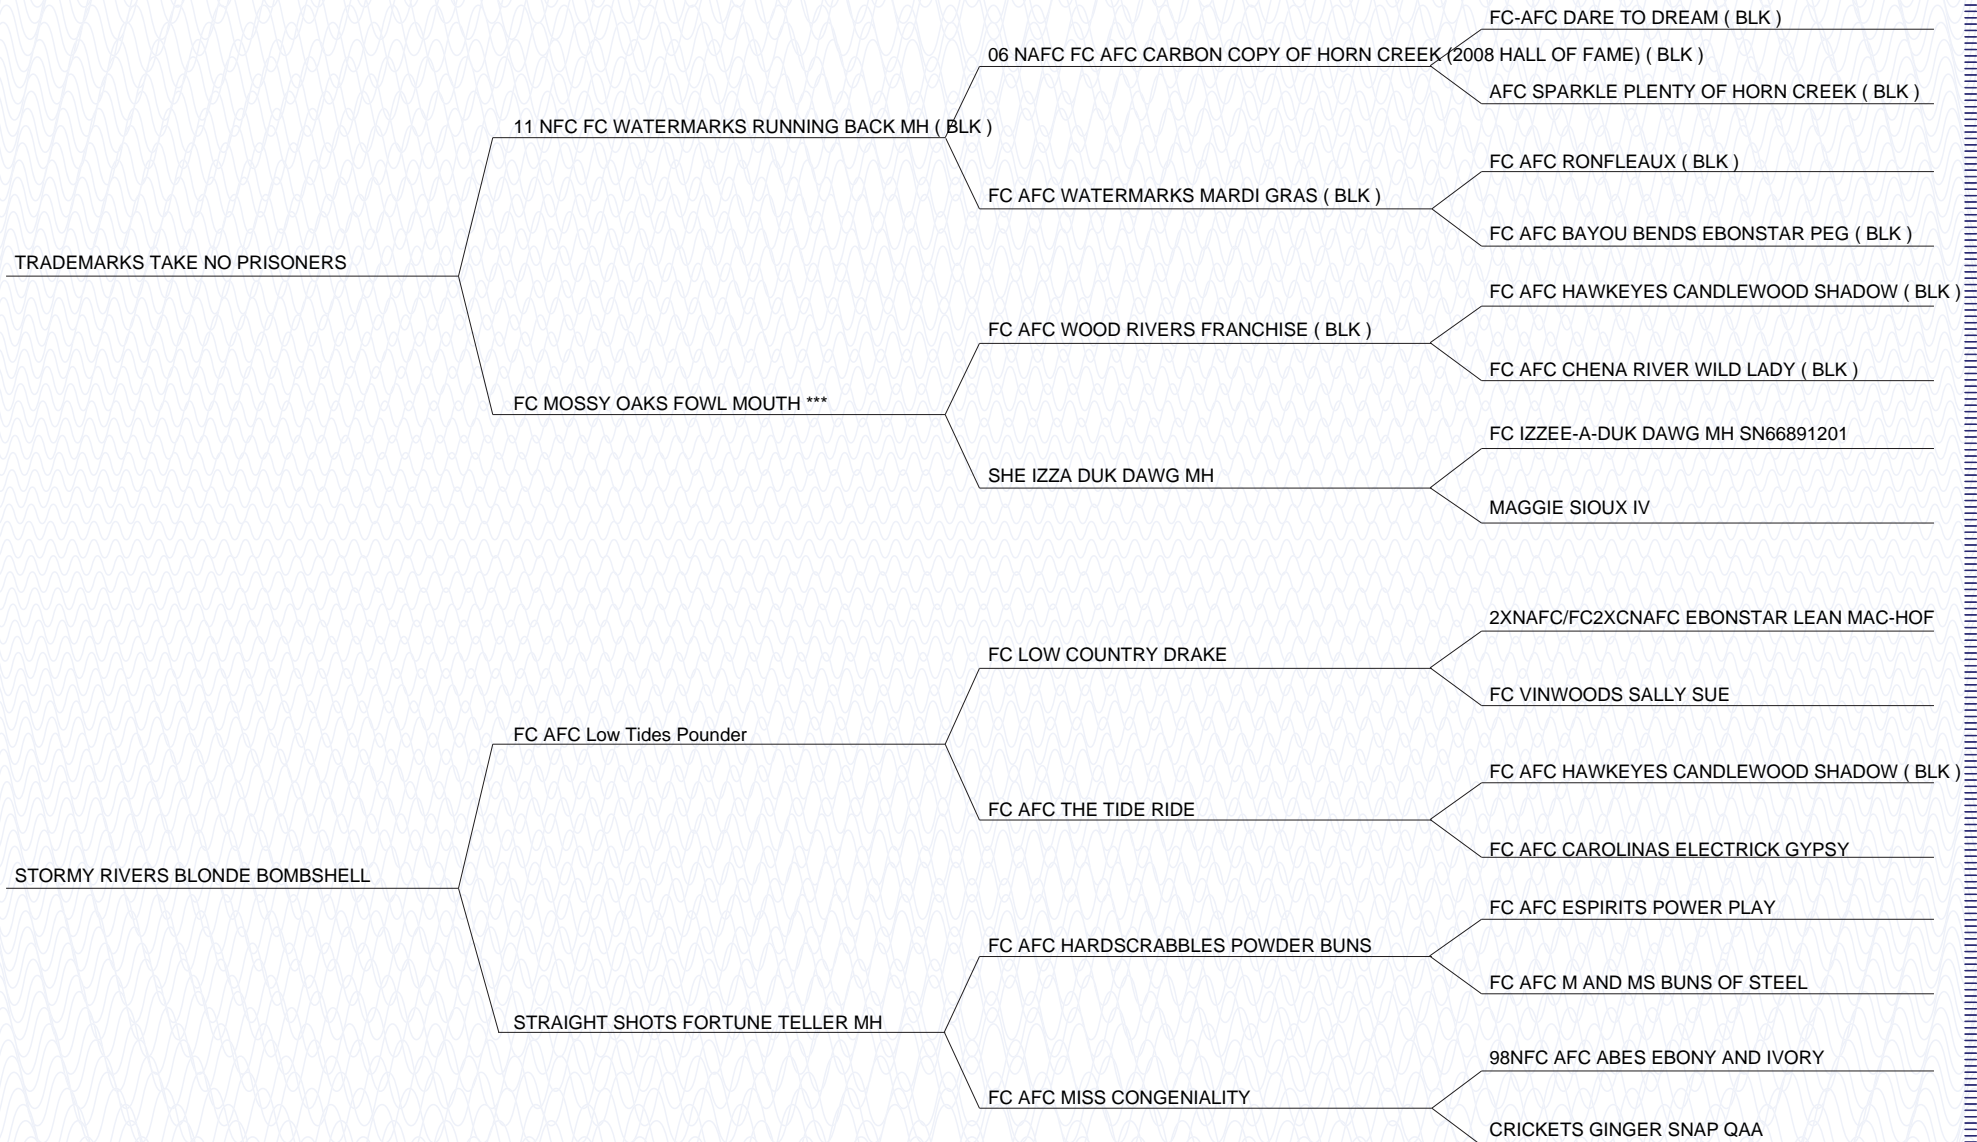 FC-AFC DARE TO DREAM ( BLK )
06 NAFC FC AFC CARBON COPY OF HORN CREEK (2008 HALL OF FAME) ( BLK )
AFC SPARKLE PLENTY OF HORN CREEK ( BLK )
11 NFC FC WATERMARKS RUNNING BACK MH ( BLK )
FC AFC RONFLEAUX ( BLK )
FC AFC WATERMARKS MARDI GRAS ( BLK )
FC AFC BAYOU BENDS EBONSTAR PEG ( BLK )
TRADEMARKS TAKE NO PRISONERS
FC AFC HAWKEYES CANDLEWOOD SHADOW ( BLK )
FC AFC WOOD RIVERS FRANCHISE ( BLK )
FC AFC CHENA RIVER WILD LADY ( BLK )
FC MOSSY OAKS FOWL MOUTH ***
FC IZZEE-A-DUK DAWG MH SN66891201
SHE IZZA DUK DAWG MH
MAGGIE SIOUX IV
2XNAFC/FC2XCNAFC EBONSTAR LEAN MAC-HOF
FC LOW COUNTRY DRAKE
FC VINWOODS SALLY SUE
FC AFC Low Tides Pounder
FC AFC HAWKEYES CANDLEWOOD SHADOW ( BLK )
FC AFC THE TIDE RIDE
FC AFC CAROLINAS ELECTRICK GYPSY
STORMY RIVERS BLONDE BOMBSHELL
FC AFC ESPIRITS POWER PLAY
FC AFC HARDSCRABBLES POWDER BUNS
FC AFC M AND MS BUNS OF STEEL
STRAIGHT SHOTS FORTUNE TELLER MH
98NFC AFC ABES EBONY AND IVORY
FC AFC MISS CONGENIALITY
CRICKETS GINGER SNAP QAA